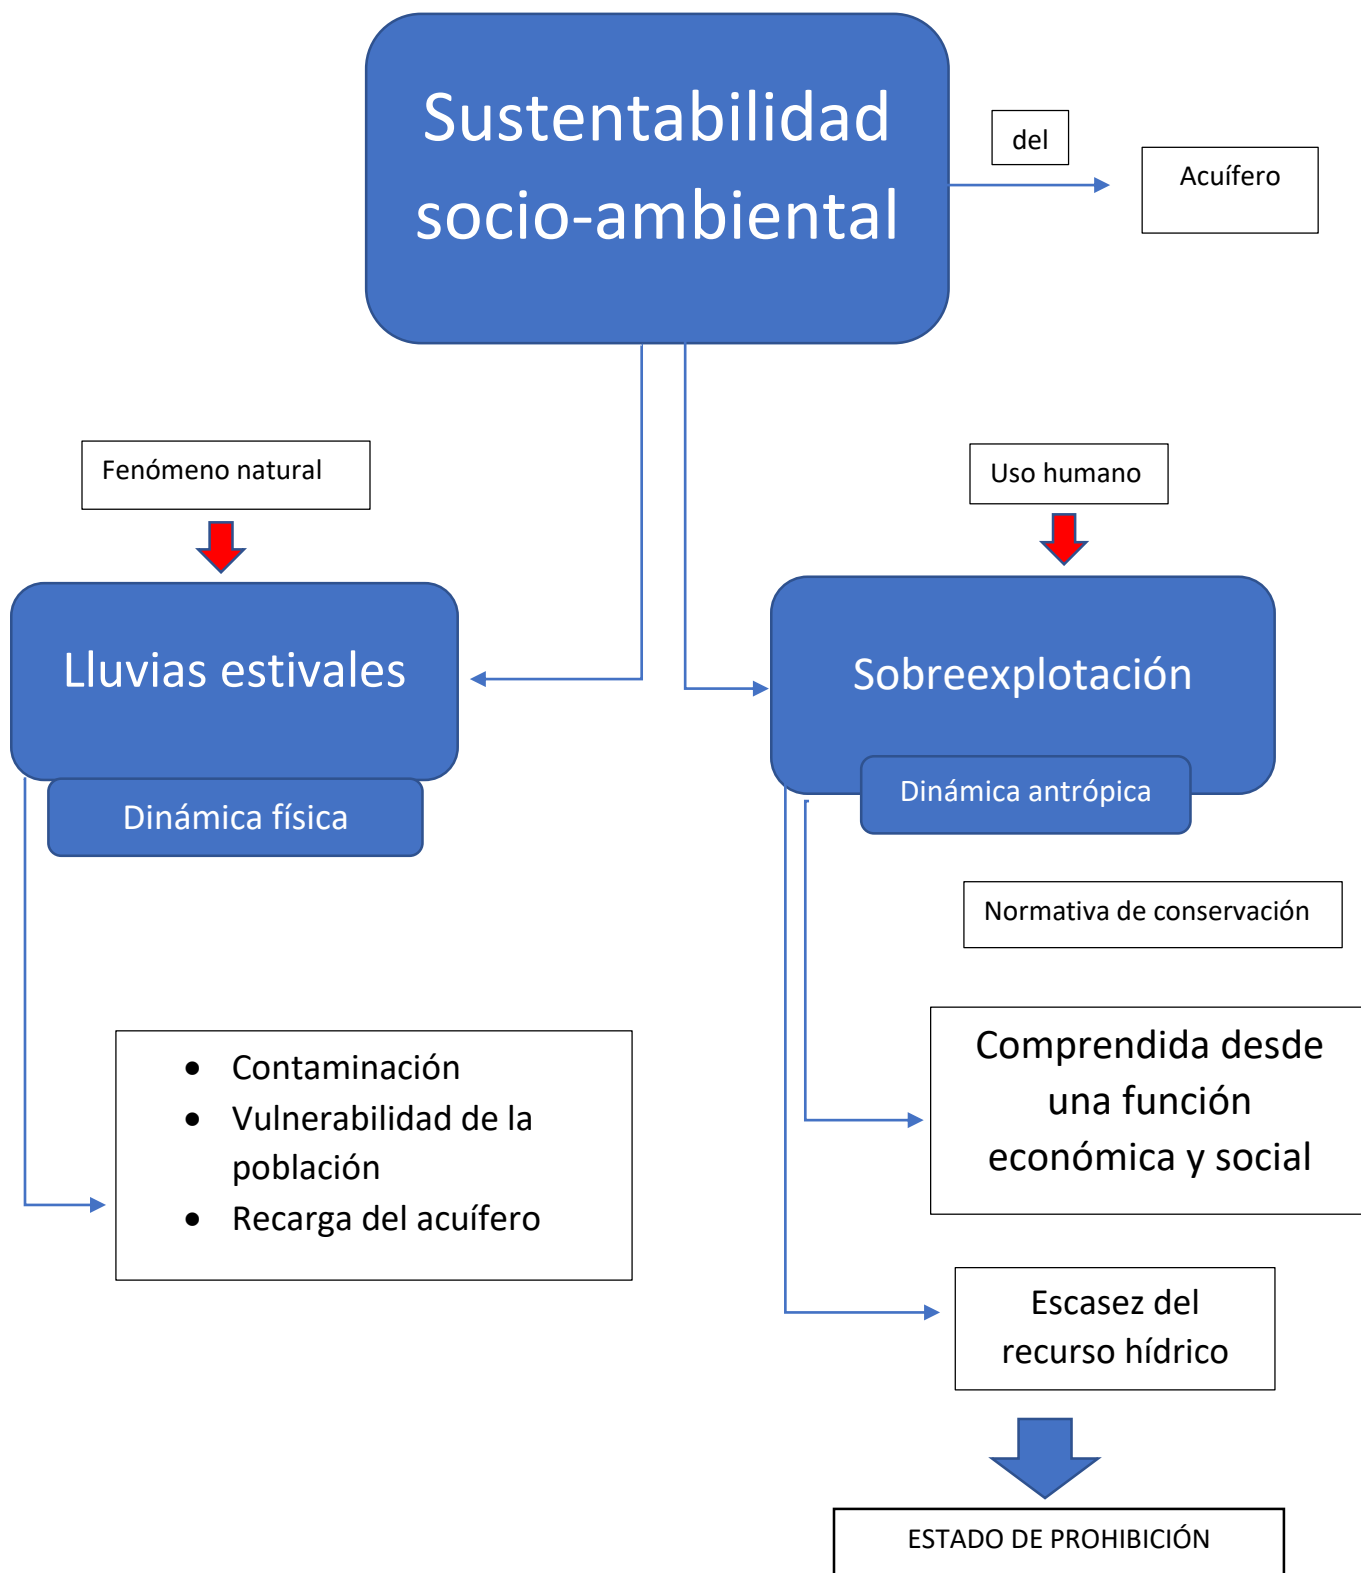 Sustentabilidad
socio-ambiental
del
Acuífero
Fenómeno natural
Uso humano
Lluvias estivales
Dinámica física
Sobreexplotación
Dinámica antrópica
Normativa de conservación
Comprendida desde
una función
económica y social
• Contaminación
• Vulnerabilidad de la
población
• Recarga del acuífero
Escasez del
recurso hídrico
ESTADO DE PROHIBICIÓN